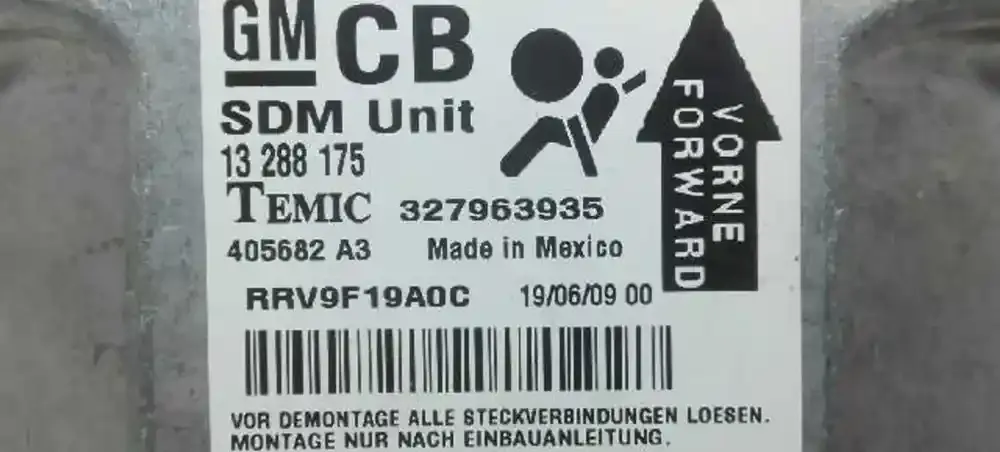 GM CB
SDM Unit
13 288 175
TEMIC 327963935
405682 A3 Made in Mexico
RRV9F19A0C 19/06/09 00
VORNE
FORWARD
VOR DEMONTAGE ALLE STECKVERBINDUNGEN LOESEN.
MONTAGE NUR NACH EINBAUANLEITUNG.